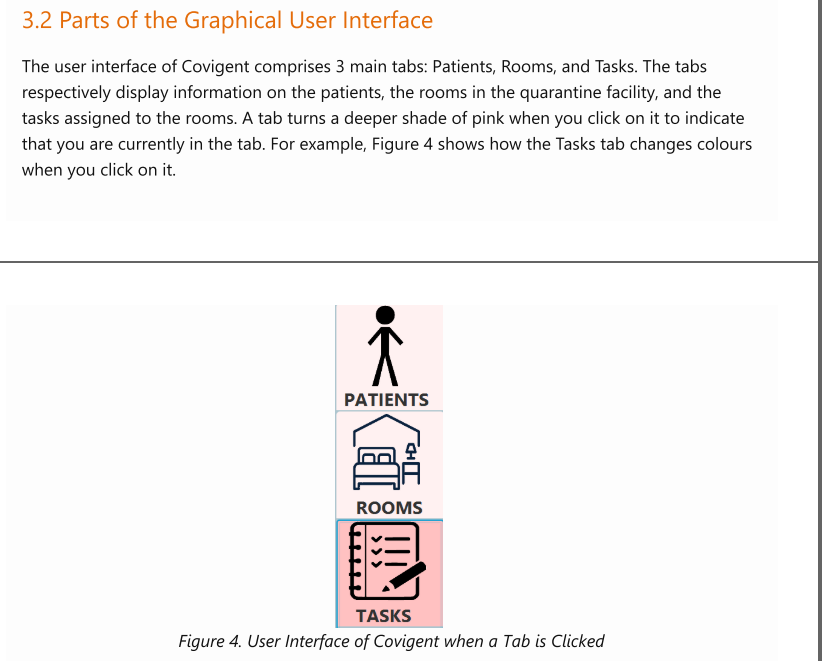 3.2 Parts of the Graphical User Interface
The user interface of Covigent comprises 3 main tabs: Patients, Rooms, and Tasks. The tabs
respectively display information on the patients, the rooms in the quarantine facility, and the
tasks assigned to the rooms. A tab turns a deeper shade of pink when you click on it to indicate
that you are currently in the tab. For example, Figure 4 shows how the Tasks tab changes colours
when you click on it.
PATIENTS
ROOMS
TASKS
Figure 4. User Interface of Covigent when a Tab is Clicked